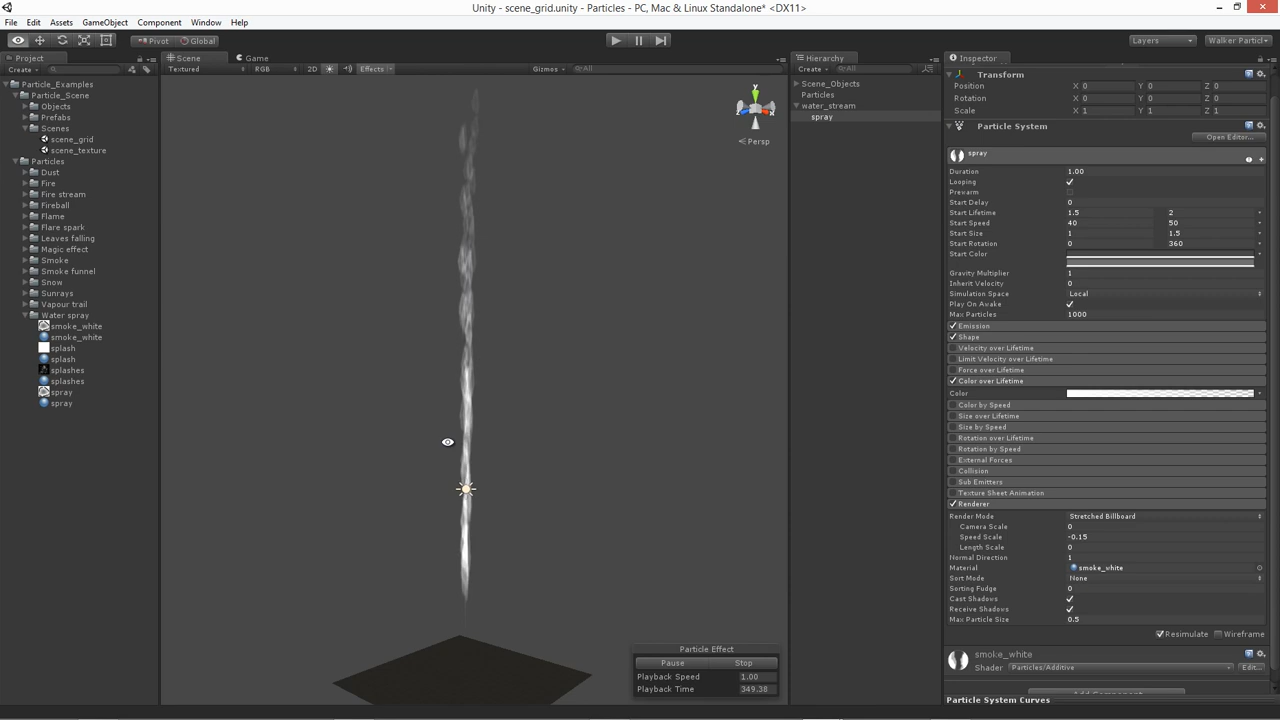 Unity - scene_grid.unity - Particles - PC, Mac & Linux Standalone* <DX11>
File Edit Assets GameObject Component Window Help
Pivot Global Layers Walker Particl
Project
Create
Particle_Examples
Particle_Scene
Objects
Prefabs
Scenes
scene_grid
scene_texture
Particles
Dust
Fire
Fire stream
Fireball
Flame
Flare spark
Leaves falling
Magic effect
Smoke
Smoke funnel
Snow
Sunrays
Vapour trail
Water spray
smoke_white
smoke_white
splash
splash
splashes
splashes
spray
spray
Scene Game
Textured RGB 2D Effects Gizmos All
Persp
Particle Effect
Pause Stop
Playback Speed 1.00
Playback Time 349.38
Hierarchy
Create All
Scene_Objects
Particles
water_stream
spray
Inspector
Transform
Position X 0 Y 0 Z 0
Rotation X 0 Y 0 Z 0
Scale X 1 Y 1 Z 1
Particle System
Open Editor...
spray
Duration 1.00
Looping
Prewarm
Start Delay 0
Start Lifetime 1.5 2
Start Speed 40 50
Start Size 1 1.5
Start Rotation 0 360
Start Color
Gravity Multiplier 1
Inherit Velocity 0
Simulation Space Local
Play On Awake
Max Particles 1000
Emission
Shape
Velocity over Lifetime
Limit Velocity over Lifetime
Force over Lifetime
Color over Lifetime
Color
Color by Speed
Size over Lifetime
Size by Speed
Rotation over Lifetime
Rotation by Speed
External Forces
Collision
Sub Emitters
Texture Sheet Animation
Renderer
Render Mode Stretched Billboard
Camera Scale 0
Speed Scale -0.15
Length Scale 0
Normal Direction 1
Material smoke_white
Sort Mode None
Sorting Fudge 0
Cast Shadows
Receive Shadows
Max Particle Size 0.5
Resimulate Wireframe
smoke_white
Shader Particles/Additive Edit...
Add Component
Particle System Curves